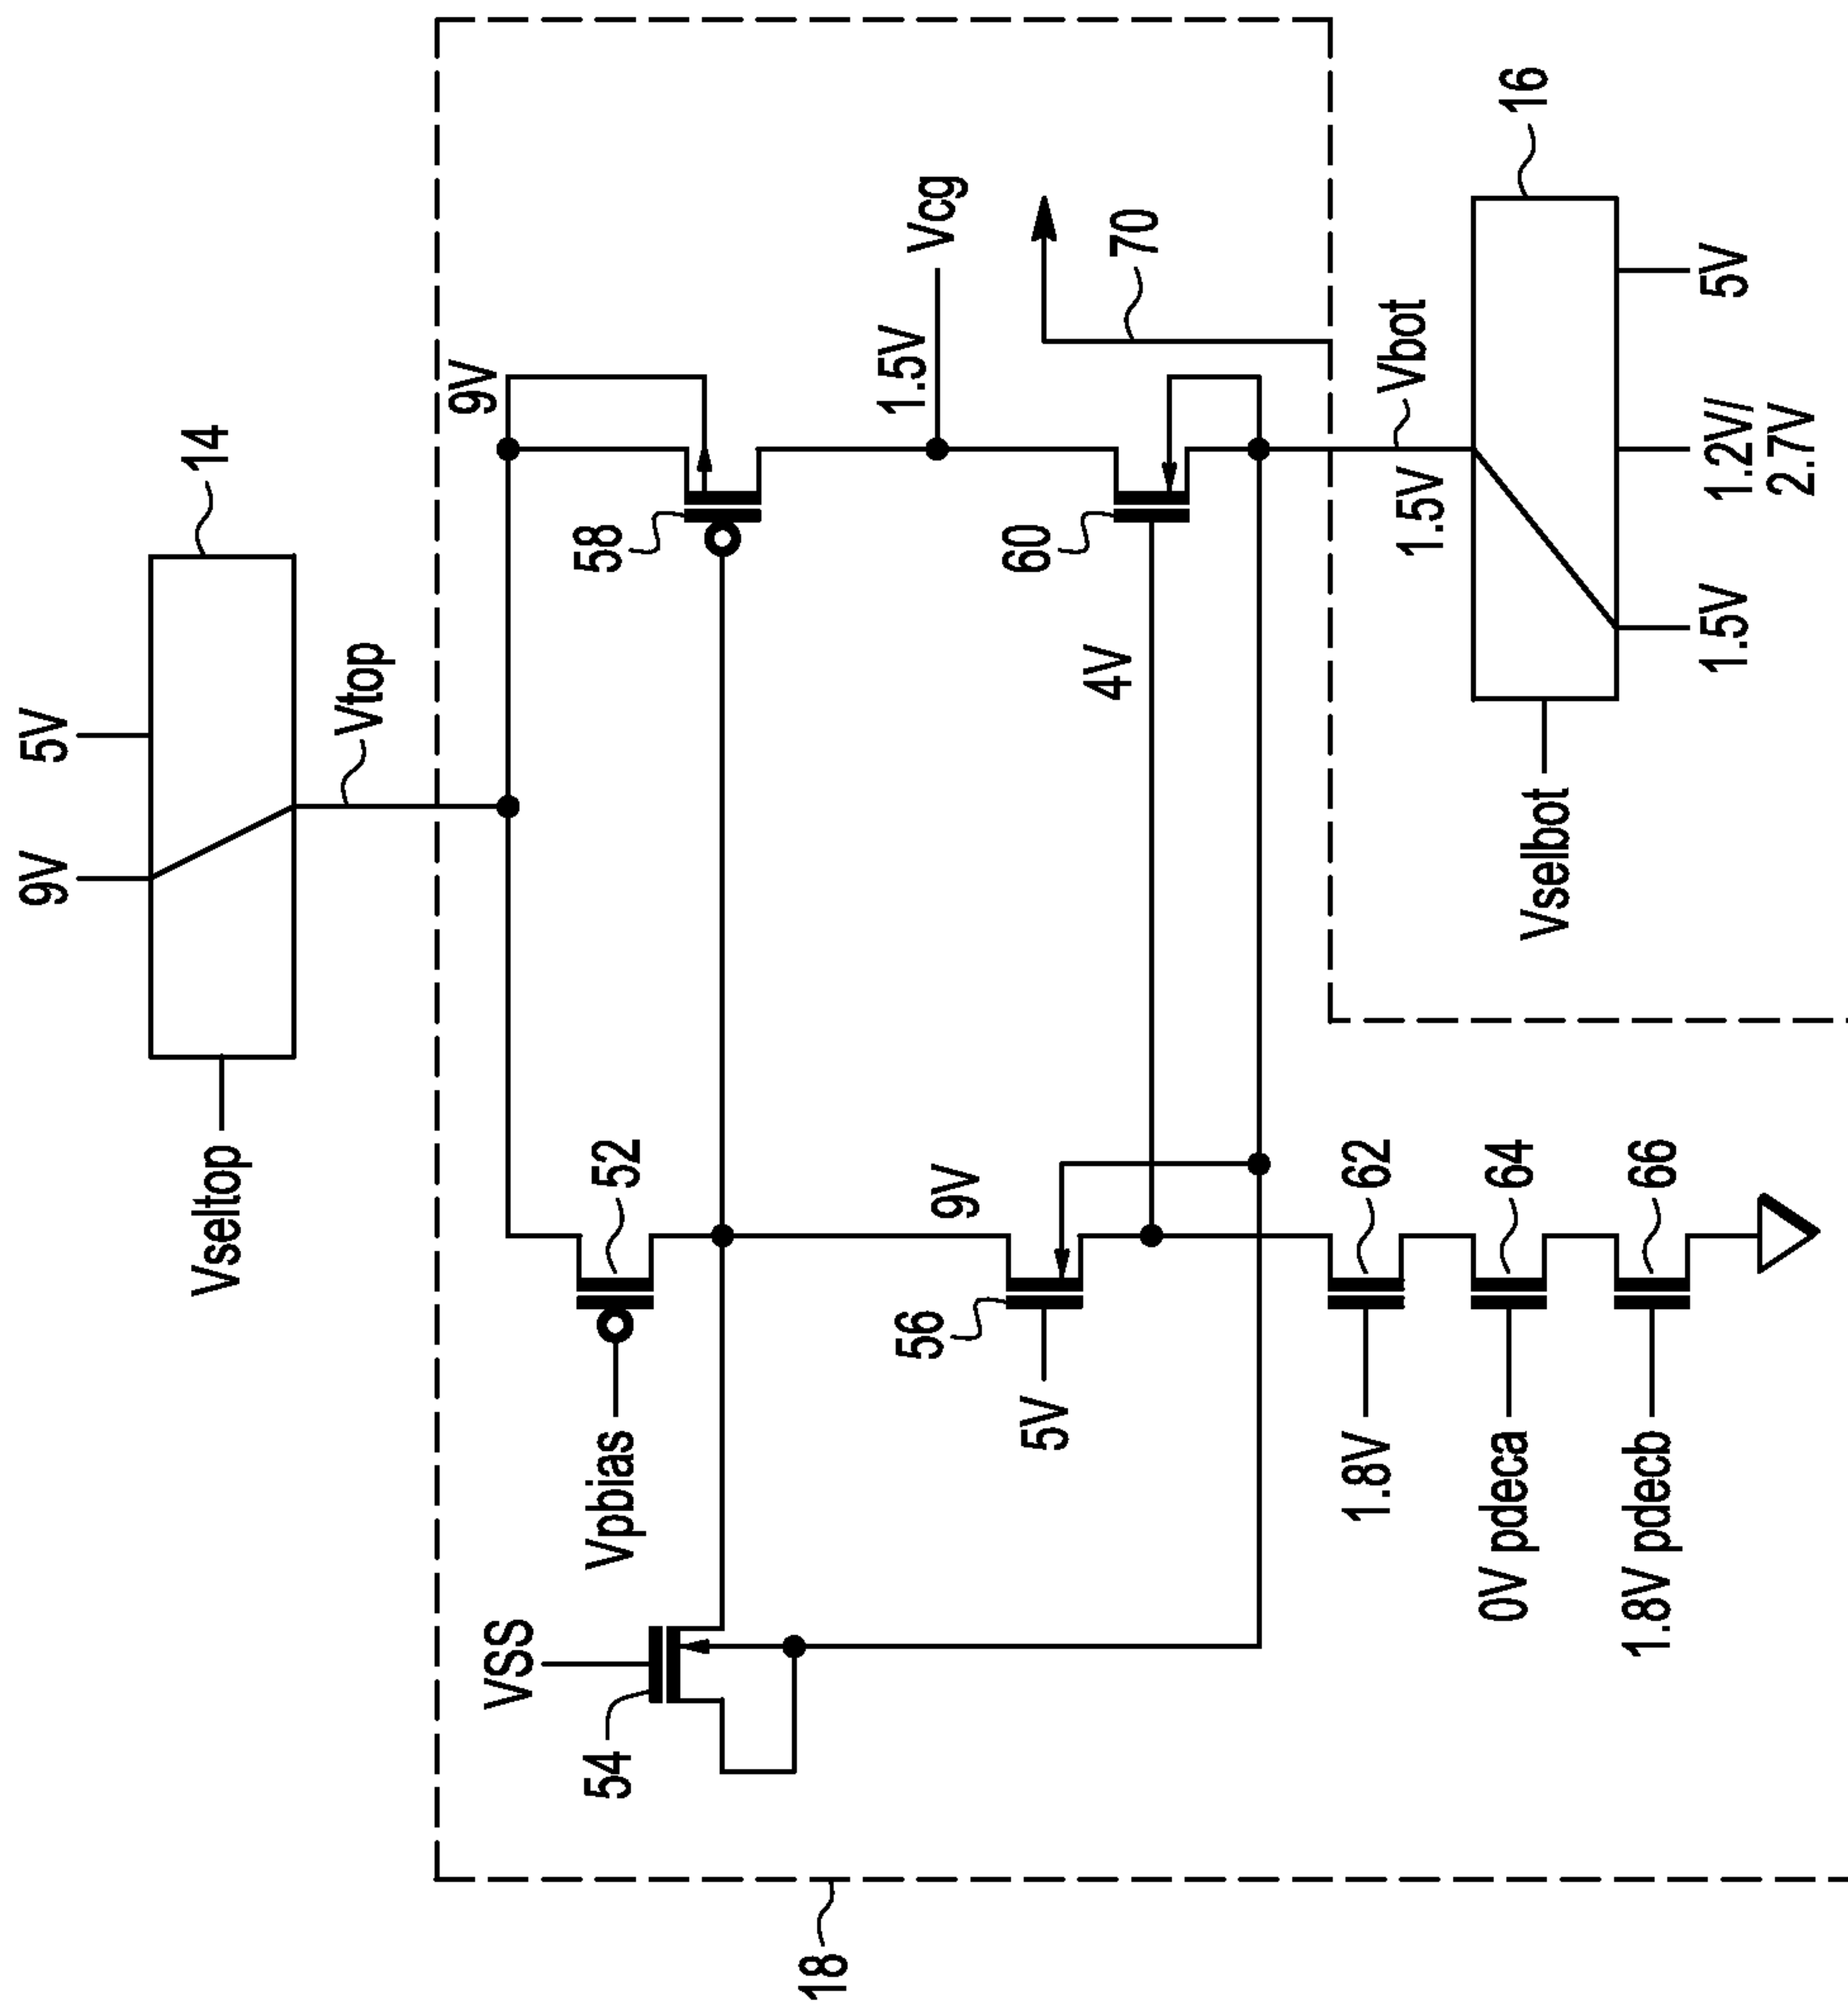 9V
5V
14
Vseltop
Vtop
18
VSS
54
Vpbias
52
9V
58
56
5V
9V
1.5V
Vcg
60
4V
70
1.8V
62
0V pdeca
64
1.8V pdecb
66
1.5V
Vbot
16
Vselbot
1.5V
1.2V//
2.7V
5V